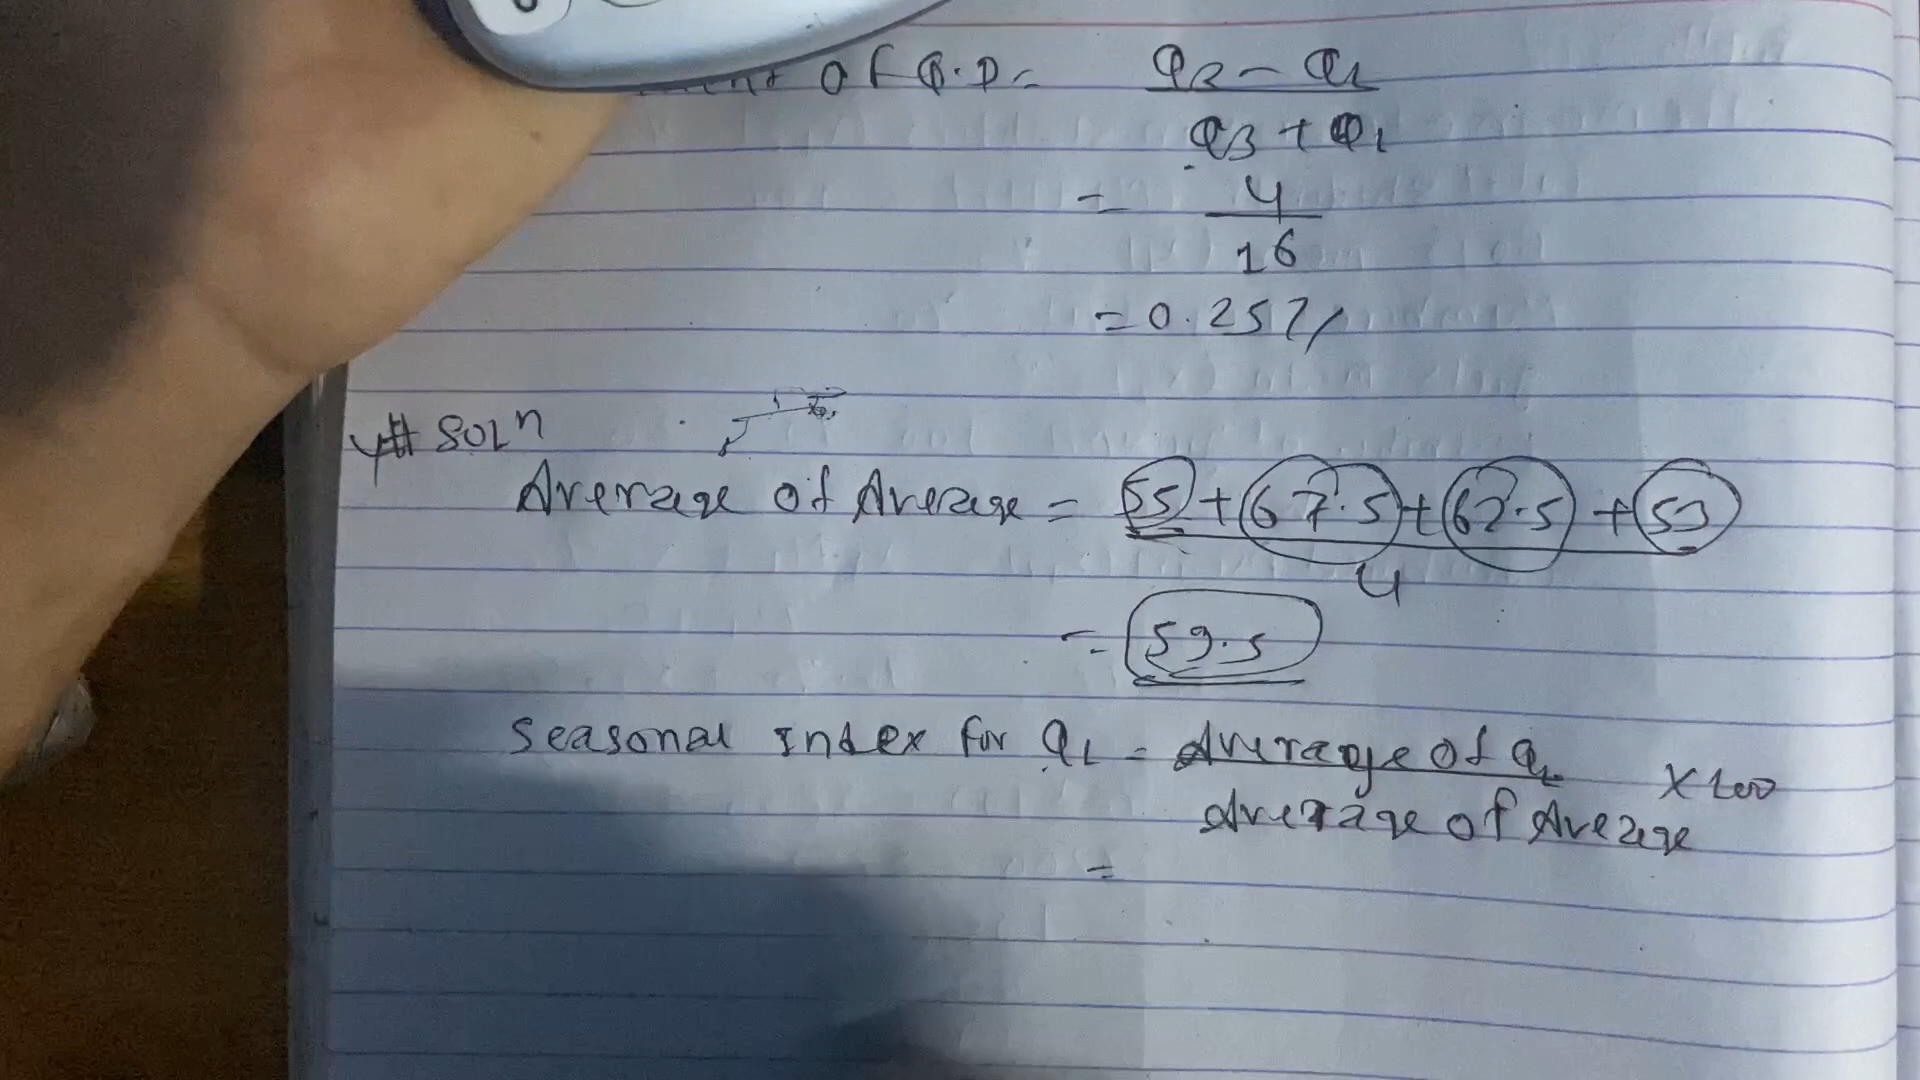 of Q.D = Q3 - Q1
Q3 + Q1
= 4
16
= 0.25//
4# SOLn
Average of Average = 55 + 67.5 + 62.5 + 53
4
= 59.5
Seasonal Index for Q1 = Average of Q1 × 100
Average of Average
=